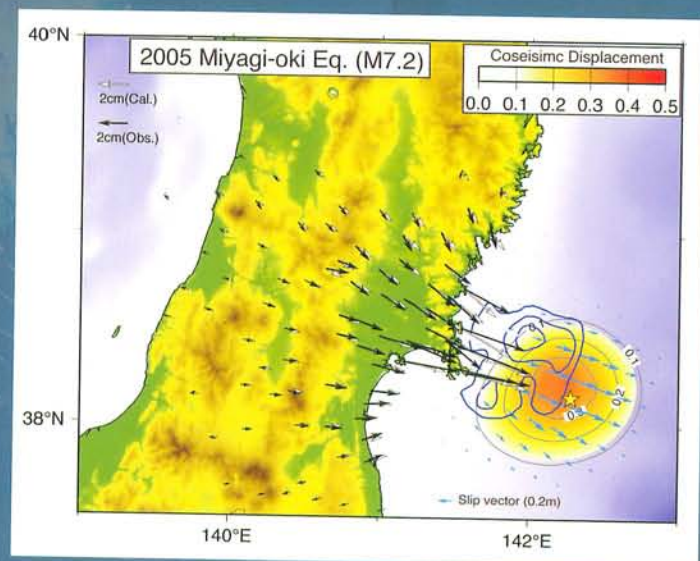 40°N
2005 Miyagi-oki Eq. (M7.2)
Coseisimc Displacement
0.0 0.1 0.2 0.3 0.4 0.5
2cm(Cal.)
2cm(Obs.)
0.1
0.1
0.2
0.3
38°N
Slip vector (0.2m)
140°E
142°E